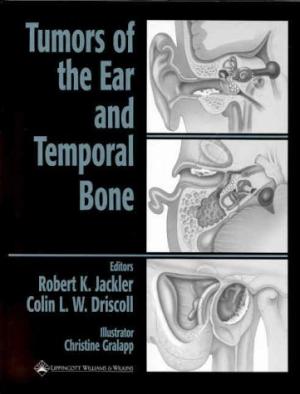 Tumors of
the Ear
and
Temporal
Bone
Editors
Robert K. Jackler
Colin L. W. Driscoll
Illustrator
Christine Gralapp
LIPPINCOTT WILLIAMS & WILKINS